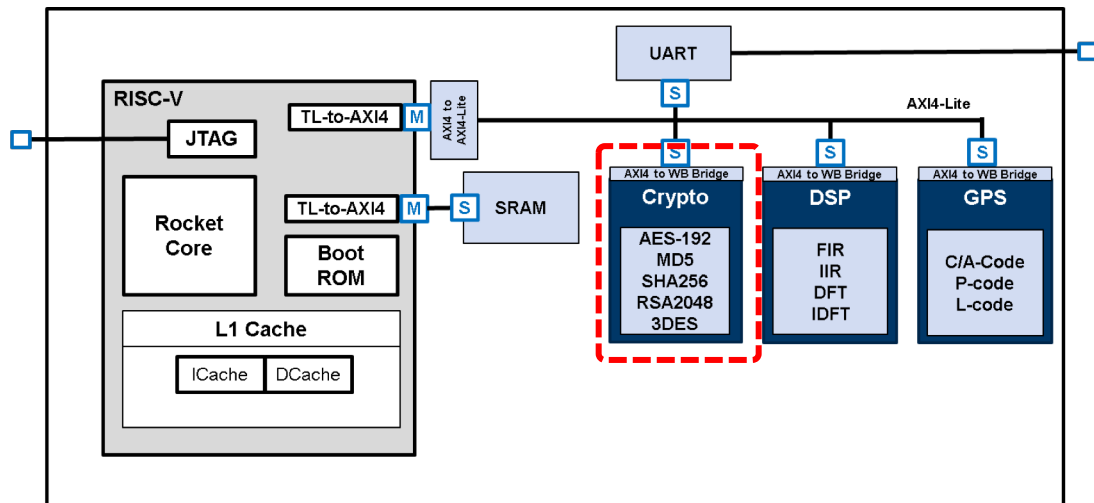 UART
S
RISC-V
TL-to-AXI4
M
AXI4 to
AXI4-Lite
AXI4-Lite
JTAG
S
S
S
AXI4 to WB Bridge
AXI4 to WB Bridge
AXI4 to WB Bridge
Rocket
Core
TL-to-AXI4
M
S
SRAM
Boot
ROM
Crypto
AES-192
MD5
SHA256
RSA2048
3DES
DSP
FIR
IIR
DFT
IDFT
GPS
C/A-Code
P-code
L-code
L1 Cache
ICache
DCache